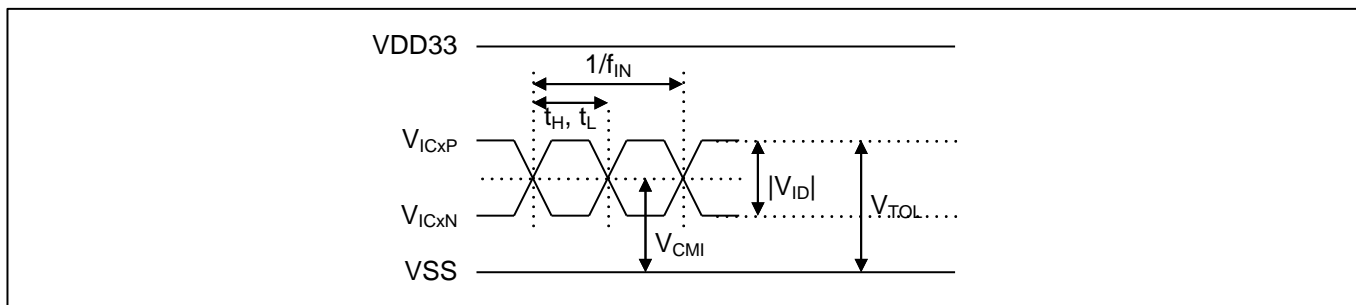 VDD33
1/fIN
tH, tL
VICxP
|VID|
VTOL
VICxN
VCMI
VSS